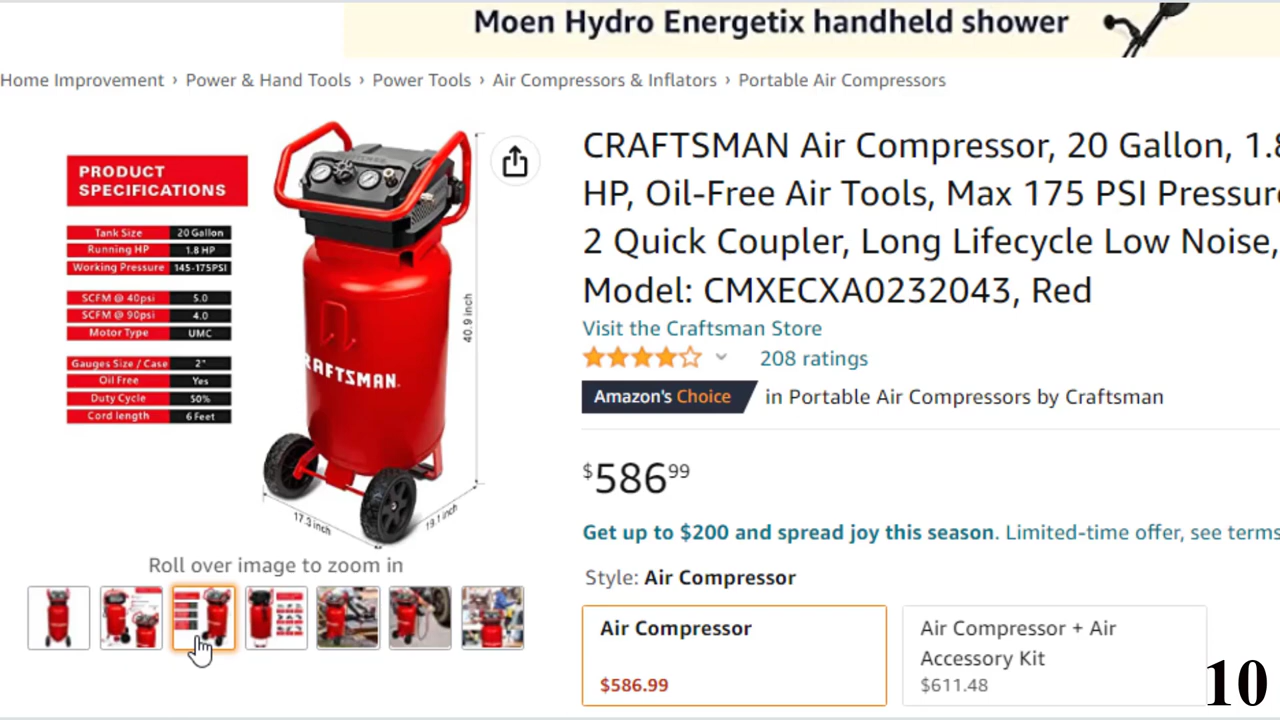 Moen Hydro Energetix handheld shower
Home Improvement › Power & Hand Tools › Power Tools › Air Compressors & Inflators › Portable Air Compressors
PRODUCT
SPECIFICATIONS
Tank Size 20 Gallon
Running HP 1.8 HP
Working Pressure 145-175PSI
SCFM @ 40psi 5.0
SCFM @ 90psi 4.0
Motor Type UMC
Gauges Size / Case 2"
Oil Free Yes
Duty Cycle 50%
Cord length 6 Feet
RAFTSMAN.
40.9 inch
17.3 inch
19.1 inch
Roll over image to zoom in
CRAFTSMAN Air Compressor, 20 Gallon, 1.8
HP, Oil-Free Air Tools, Max 175 PSI Pressure
2 Quick Coupler, Long Lifecycle Low Noise,
Model: CMXECXA0232043, Red
Visit the Craftsman Store
208 ratings
Amazon's Choice in Portable Air Compressors by Craftsman
$586 99
Get up to $200 and spread joy this season. Limited-time offer, see terms
Style: Air Compressor
Air Compressor
$586.99
Air Compressor + Air
Accessory Kit
$611.48
10